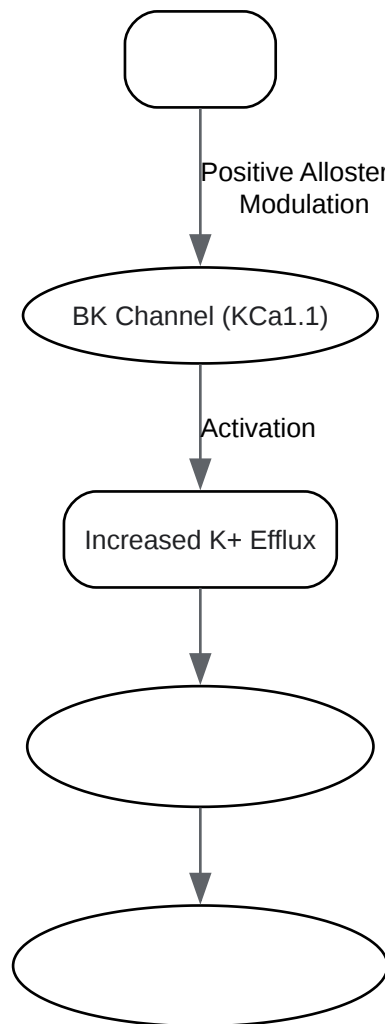 Positive Alloster
Modulation
BK Channel (KCa1.1)
Activation
Increased K+ Efflux